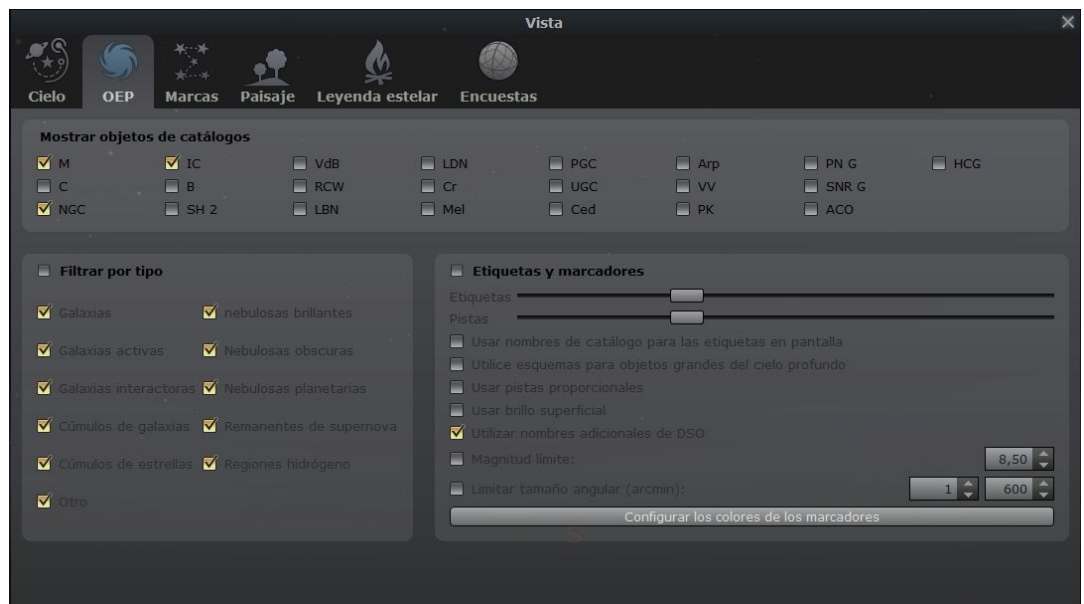 Vista
Cielo OEP Marcas Paisaje Leyenda estelar Encuestas
Mostrar objetos de catálogos
M IC VdB LDN PGC Arp PN G HCG
C B RCW Cr UGC VV SNR G
NGC SH 2 LBN Mel Ced PK ACO
Filtrar por tipo
Galaxias nebulosas brillantes
Galaxias activas Nebulosas obscuras
Galaxias interactoras Nebulosas planetarias
Cúmulos de galaxias Remanentes de supernova
Cúmulos de estrellas Regiones hidrógeno
Otro
Etiquetas y marcadores
Etiquetas
Pistas
Usar nombres de catálogo para las etiquetas en pantalla
Utilice esquemas para objetos grandes del cielo profundo
Usar pistas proporcionales
Usar brillo superficial
Utilizar nombres adicionales de DSO
Magnitud límite: 8,50
Limitar tamaño angular (arcmin): 1 600
Configurar los colores de los marcadores
S